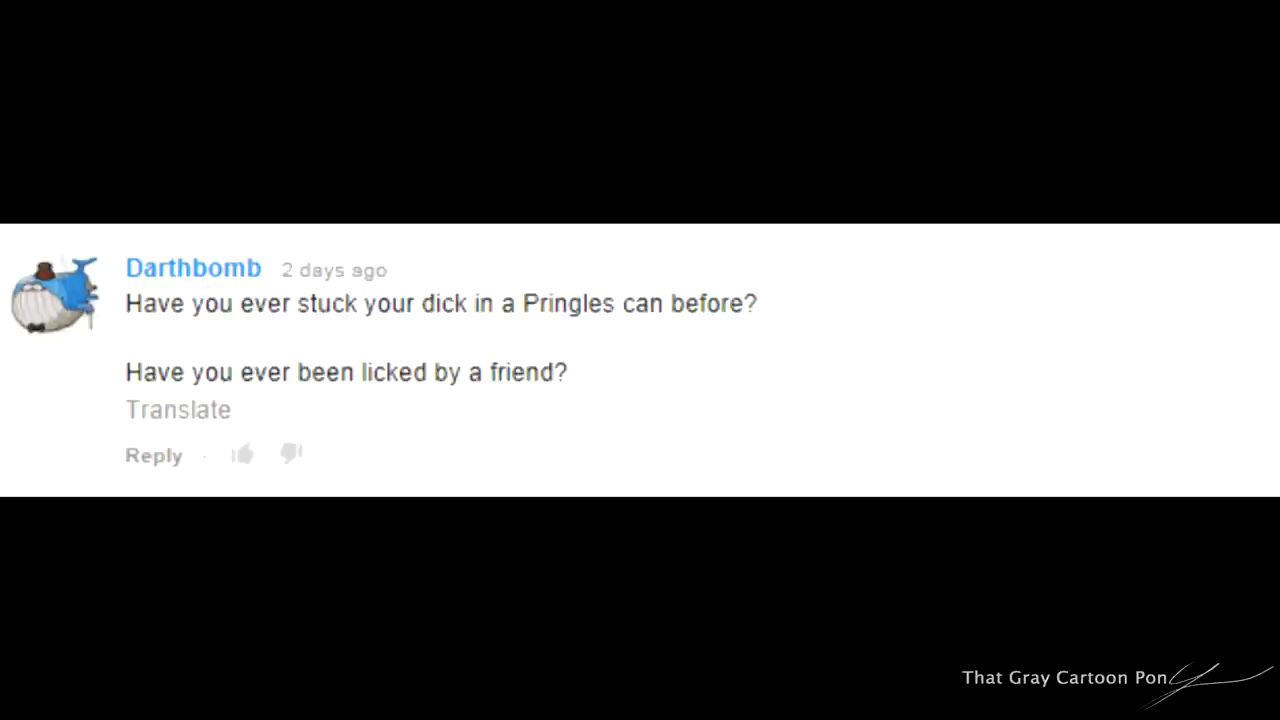 Darthbomb 2 days ago
Have you ever stuck your dick in a Pringles can before?
Have you ever been licked by a friend?
Translate
Reply ·
That Gray Cartoon Pony